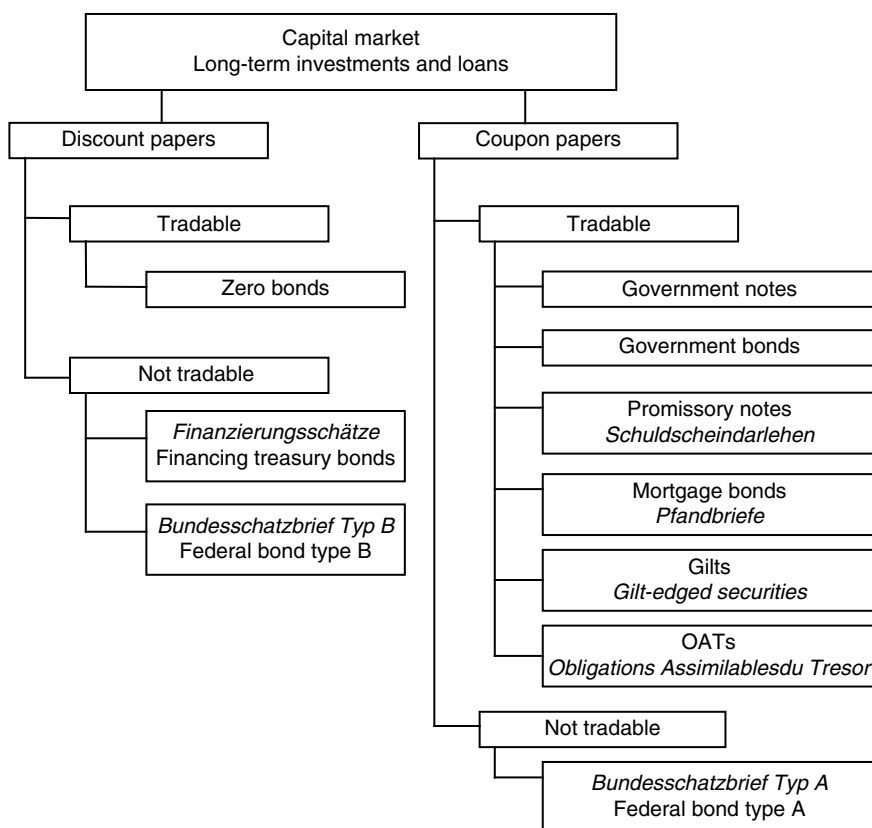 Capital market
Long-term investments and loans
Discount papers
Tradable
Zero bonds
Not tradable
Finanzierungsschätze
Financing treasury bonds
Bundesschatzbrief Typ B
Federal bond type B
Coupon papers
Tradable
Government notes
Government bonds
Promissory notes
Schuldscheindarlehen
Mortgage bonds
Pfandbriefe
Gilts
Gilt-edged securities
OATs
Obligations Assimilablesdu Tresor
Not tradable
Bundesschatzbrief Typ A
Federal bond type A